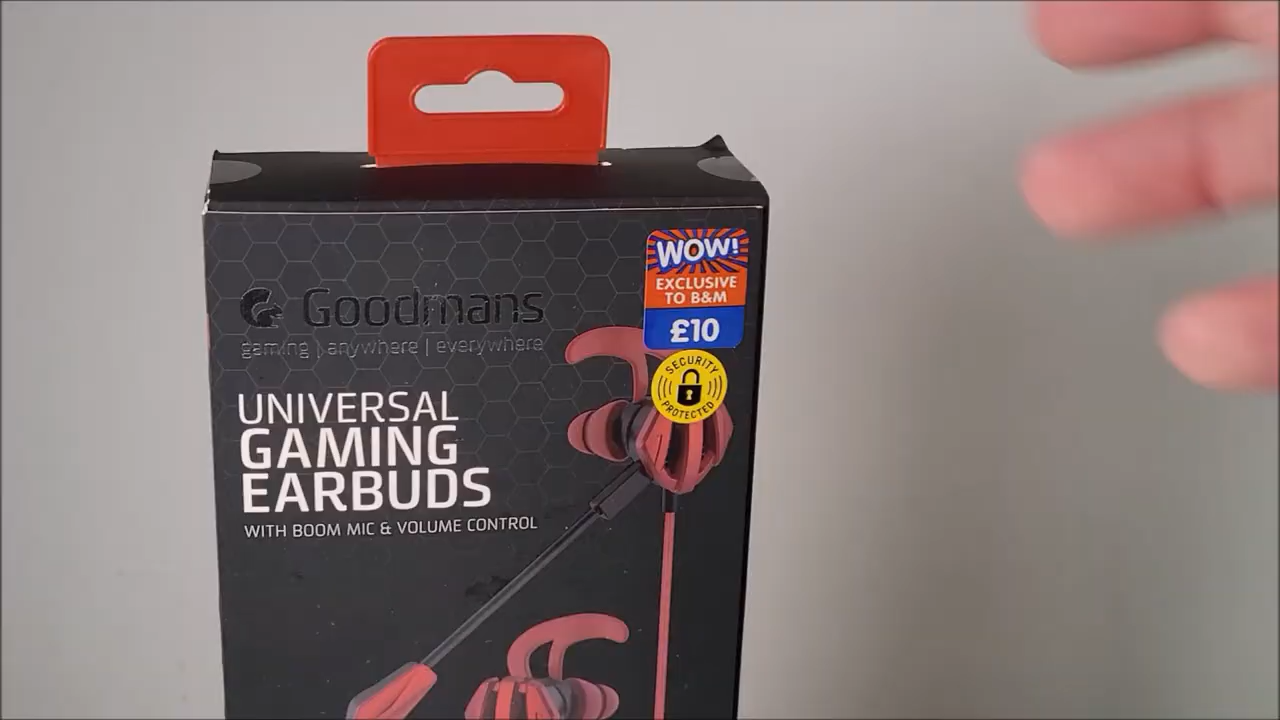 WOW!
EXCLUSIVE
TO B&M
£10
SECURITY
PROTECTED
Goodmans
gaming | anywhere | everywhere
UNIVERSAL
GAMING
EARBUDS
WITH BOOM MIC & VOLUME CONTROL